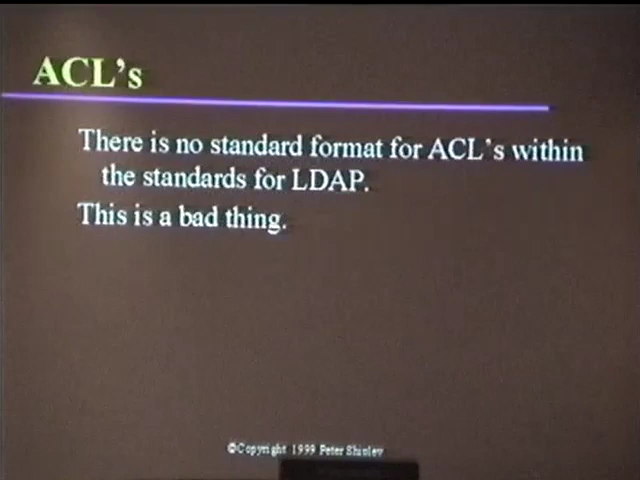 ACL's
There is no standard format for ACL's within
the standards for LDAP.
This is a bad thing.
©Copyright 1999 Peter Shipley